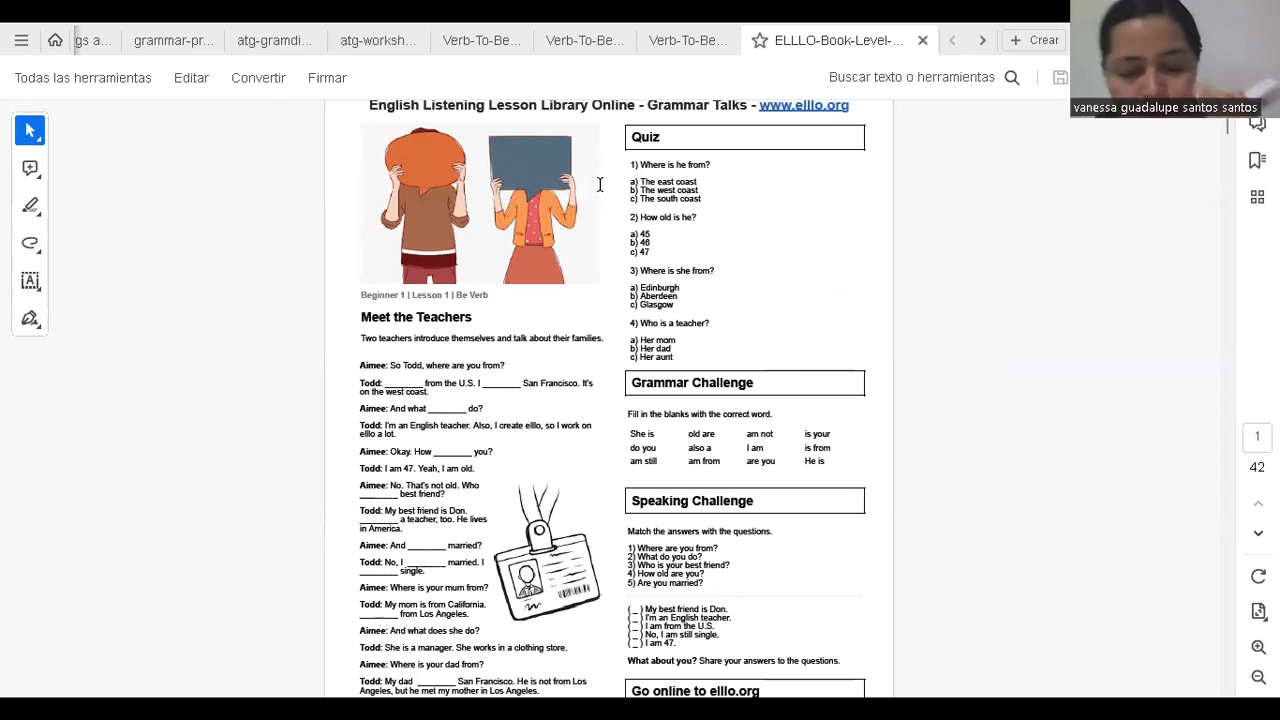 gs a...
grammar-pr...
atg-gramdi...
atg-worksh...
Verb-To-Be...
Verb-To-Be...
Verb-To-Be...
ELLLO-Book-Level-...
Crear
Todas las herramientas
Editar
Convertir
Firmar
Buscar texto o herramientas
vanessa guadalupe santos santos
English Listening Lesson Library Online - Grammar Talks - www.elllo.org
Beginner 1 | Lesson 1 | Be Verb
Meet the Teachers
Two teachers introduce themselves and talk about their families.
Aimee: So Todd, where are you from?
Todd: ________ from the U.S. I ________ San Francisco. It's
on the west coast.
Aimee: And what ________ do?
Todd: I'm an English teacher. Also, I create elllo, so I work on
elllo a lot.
Aimee: Okay. How ________ you?
Todd: I am 47. Yeah, I am old.
Aimee: No. That's not old. Who
________ best friend?
Todd: My best friend is Don.
________ a teacher, too. He lives
in America.
Aimee: And ________ married?
Todd: No, I ________ married. I
________ single.
Aimee: Where is your mum from?
Todd: My mom is from California.
________ from Los Angeles.
Aimee: And what does she do?
Todd: She is a manager. She works in a clothing store.
Aimee: Where is your dad from?
Todd: My dad ________ San Francisco. He is not from Los
Angeles, but he met my mother in Los Angeles.
Quiz
1) Where is he from?
a) The east coast
b) The west coast
c) The south coast
2) How old is he?
a) 45
b) 46
c) 47
3) Where is she from?
a) Edinburgh
b) Aberdeen
c) Glasgow
4) Who is a teacher?
a) Her mom
b) Her dad
c) Her aunt
Grammar Challenge
Fill in the blanks with the correct word.
She is old are am not is your
do you also a I am is from
am still am from are you He is
Speaking Challenge
Match the answers with the questions.
1) Where are you from?
2) What do you do?
3) Who is your best friend?
4) How old are you?
5) Are you married?
( _ ) My best friend is Don.
( _ ) I'm an English teacher.
( _ ) I am from the U.S.
( _ ) No, I am still single.
( _ ) I am 47.
What about you? Share your answers to the questions.
Go online to elllo.org
1
42